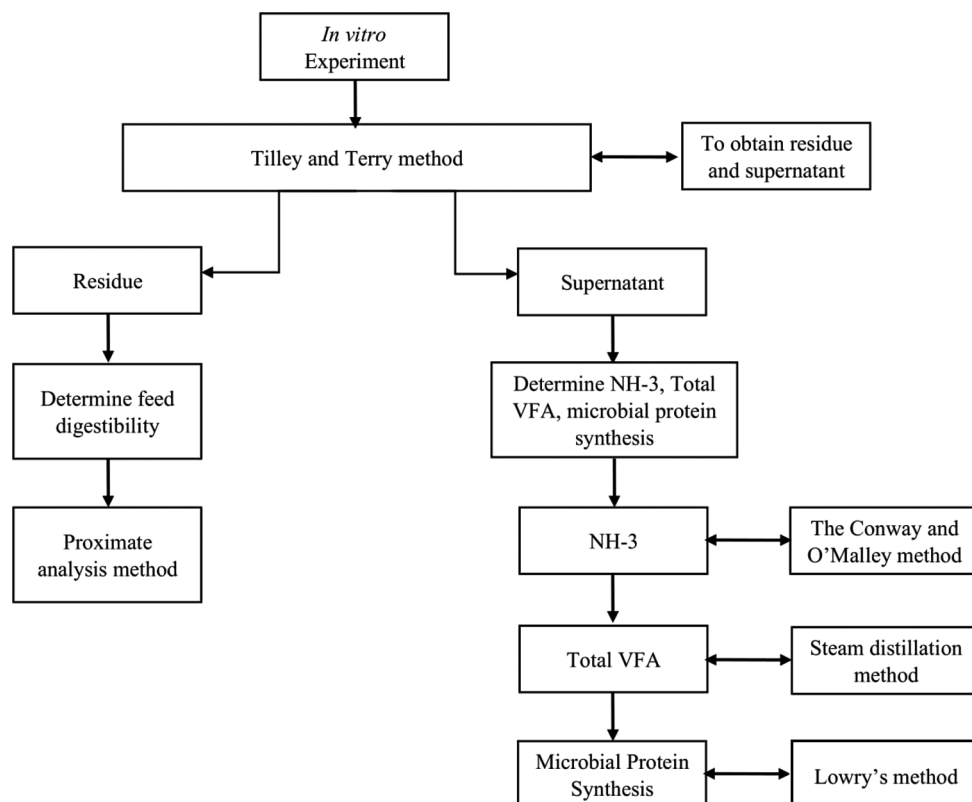 In vitro
Experiment
Tilley and Terry method
To obtain residue
and supernatant
Residue
Supernatant
Determine feed
digestibility
Determine NH-3, Total
VFA, microbial protein
synthesis
Proximate
analysis method
NH-3
The Conway and
O’Malley method
Total VFA
Steam distillation
method
Microbial Protein
Synthesis
Lowry’s method